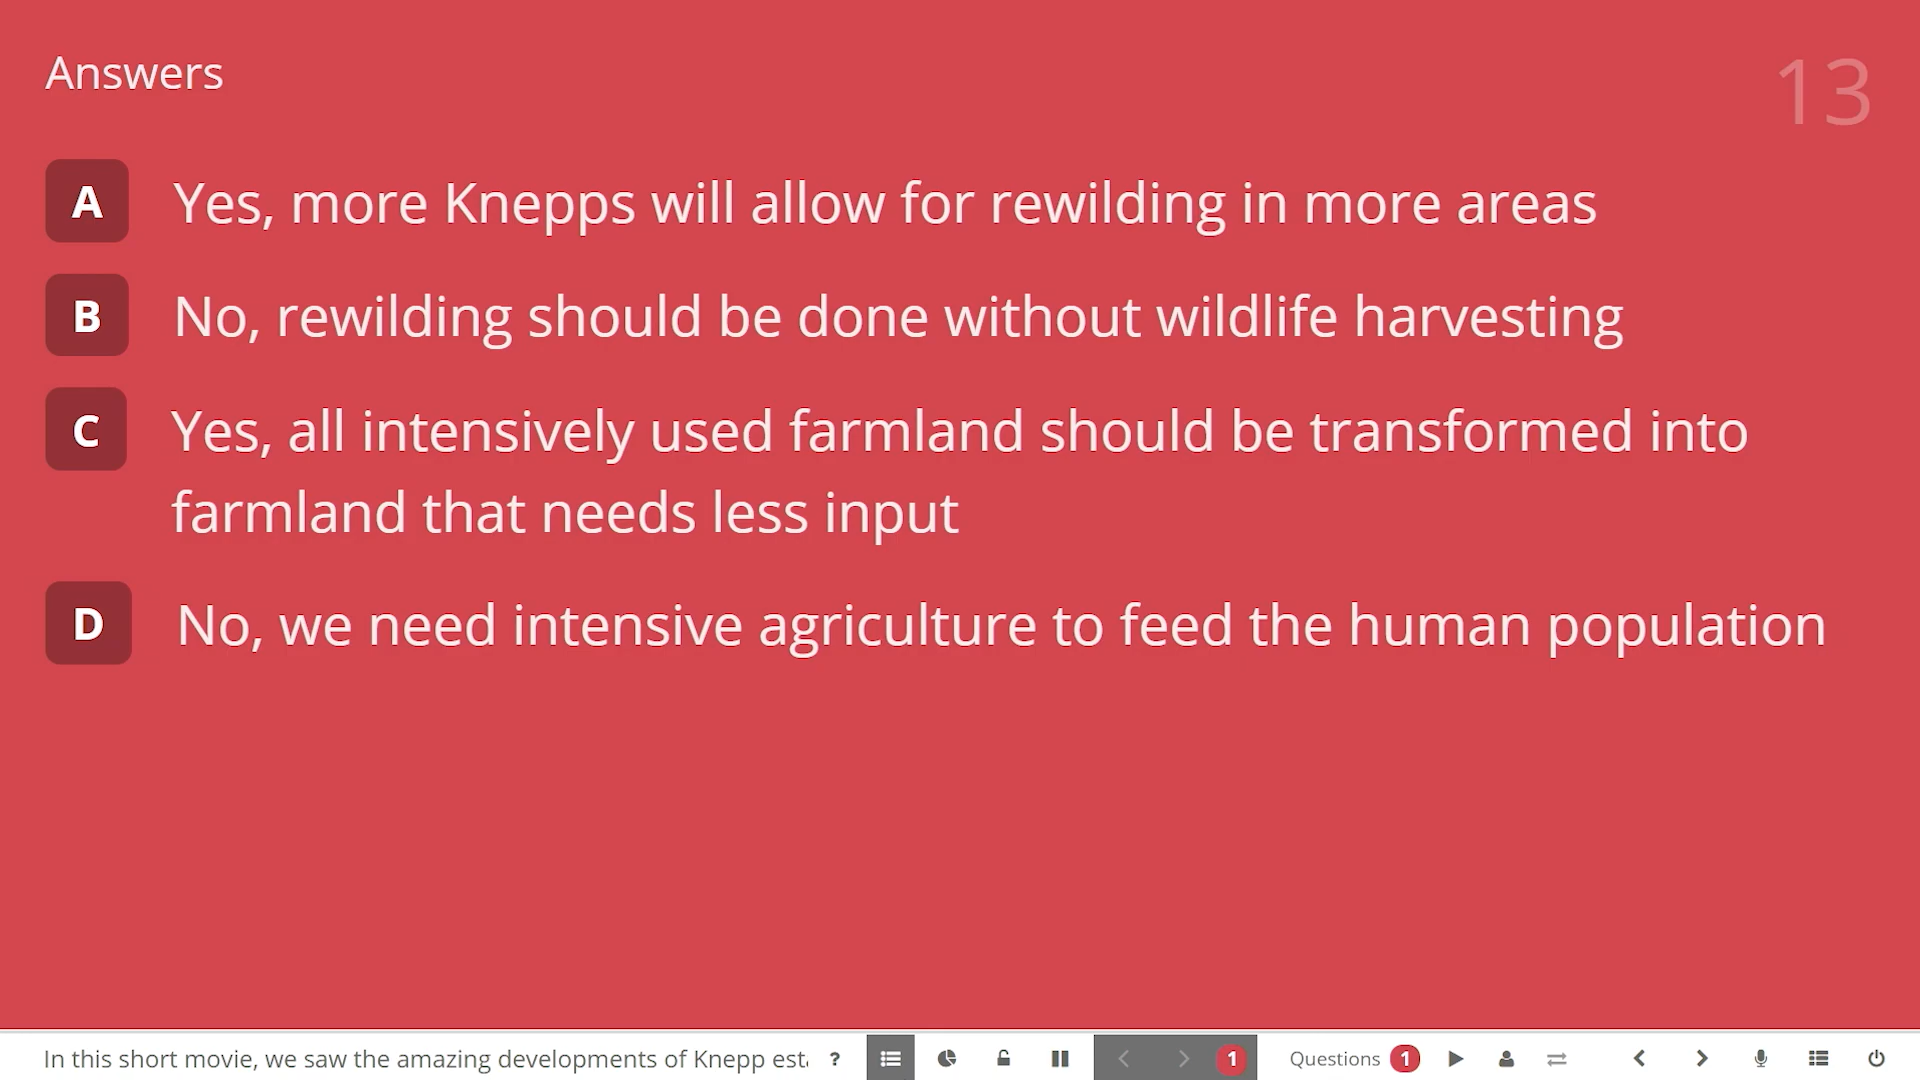 Answers
13
A Yes, more Knepps will allow for rewilding in more areas
B No, rewilding should be done without wildlife harvesting
C Yes, all intensively used farmland should be transformed into
farmland that needs less input
D No, we need intensive agriculture to feed the human population
In this short movie, we saw the amazing developments of Knepp est ? 1 Questions 1